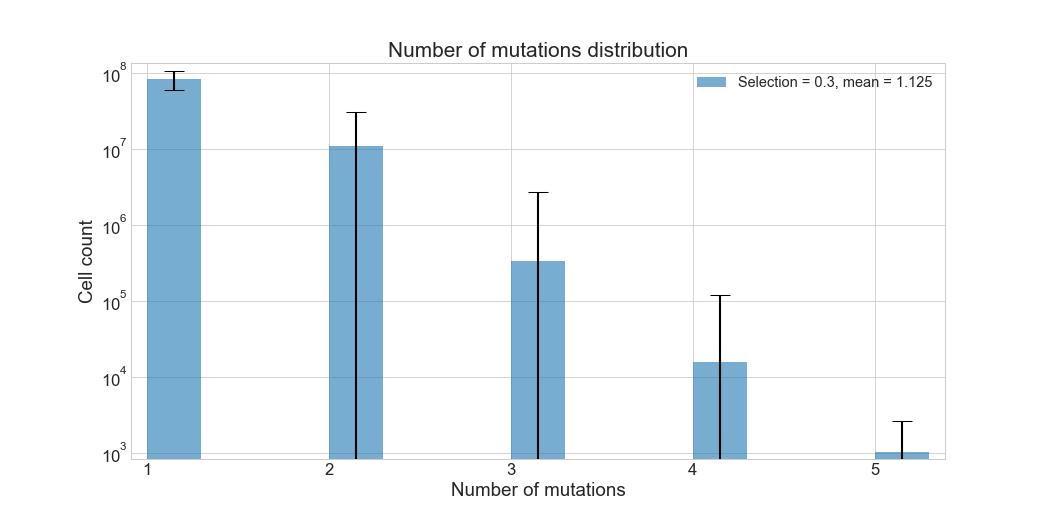 Number of mutations distribution
Selection = 0.3, mean = 1.125
Cell count
10^8
10^7
10^6
10^5
10^4
10^3
1 2 3 4 5
Number of mutations